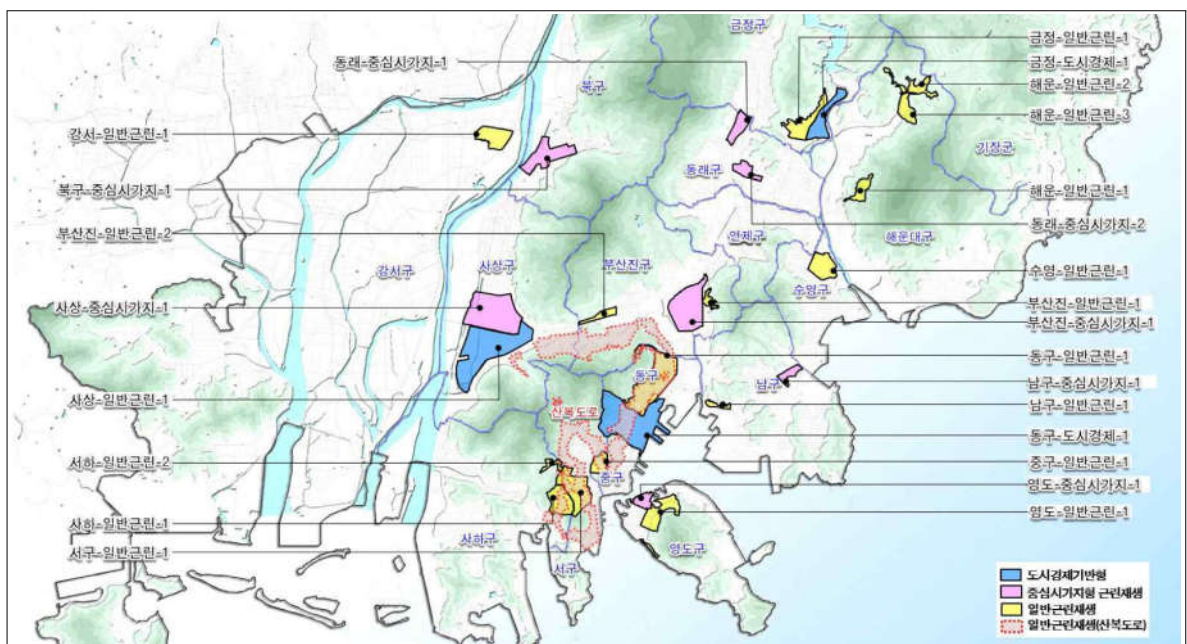 금정구
동래-중심시가지-1
북구
강서-일반근린-1
북구-중심시가지-1
부산진-일반근린-2
강서구
사상구
부산진구
사상-중심시가지-1
사상-일반근린-1
산복도로
서하-일반근린-2
사하-일반근린-1
서구-일반근린-1
사하구
서구
중구
동구
영도구
남구
수영구
연제구
동래구
해운대구
기장군
금정-일반근린-1
금정-도시경제-1
해운-일반근린-2
해운-일반근린-3
해운-일반근린-1
동래-중심시가지-2
수영-일반근린-1
부산진-일반근린-1
부산진-중심시가지-1
동구-일반근린-1
남구-중심시가지-1
남구-일반근린-1
동구-도시경제-1
중구-일반근린-1
영도-중심시가지-1
영도-일반근린-1
도시경제기반형
중심시가지형 근린재생
일반근린재생
일반근린재생(산복도로)